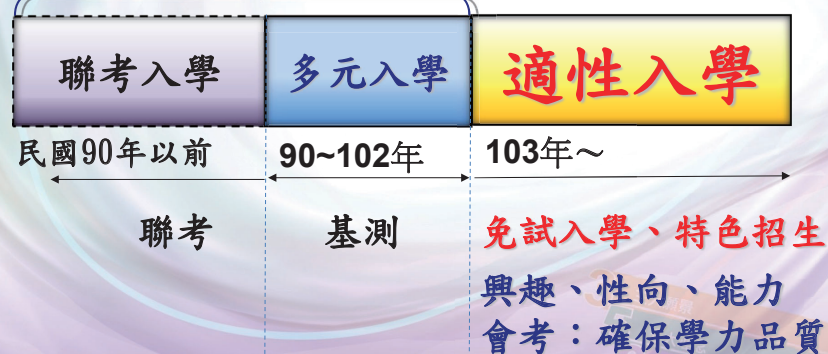 聯考入學 多元入學 適性入學
民國90年以前 90~102年 103年～
聯考 基測 免試入學、特色招生
興趣、性向、能力
會考：確保學力品質